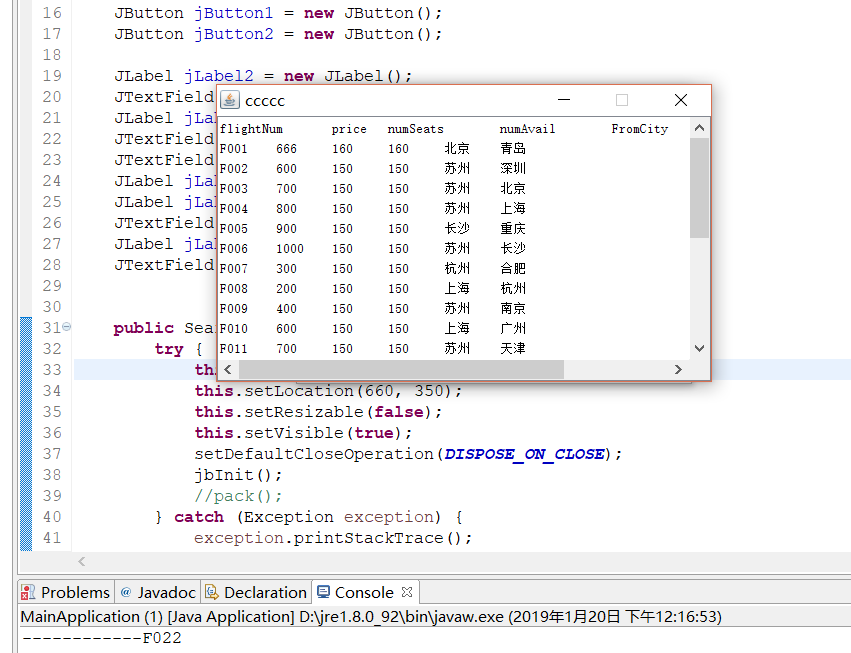 16 JButton jButton1 = new JButton();
17 JButton jButton2 = new JButton();
18
19 JLabel jLabel2 = new JLabel();
20 JTextField
21 JLabel jLa
22 JTextField
23 JTextField
24 JLabel jLa
25 JLabel jLa
26 JTextField
27 JLabel jLa
28 JTextField
29
30
31 public Sea
32 try {
33 th
34 this.setLocation(660, 350);
35 this.setResizable(false);
36 this.setVisible(true);
37 setDefaultCloseOperation(DISPOSE_ON_CLOSE);
38 jbInit();
39 //pack();
40 } catch (Exception exception) {
41 exception.printStackTrace();
ccccc
flightNum price numSeats numAvail FromCity
F001 666 160 160 北京 青岛
F002 600 150 150 苏州 深圳
F003 700 150 150 苏州 北京
F004 800 150 150 苏州 上海
F005 900 150 150 长沙 重庆
F006 1000 150 150 苏州 长沙
F007 300 150 150 杭州 合肥
F008 200 150 150 上海 杭州
F009 400 150 150 苏州 南京
F010 600 150 150 上海 广州
F011 700 150 150 苏州 天津
Problems @ Javadoc Declaration Console
MainApplication (1) [Java Application] D:\jre1.8.0_92\bin\javaw.exe (2019年1月20日 下午12:16:53)
------------F022